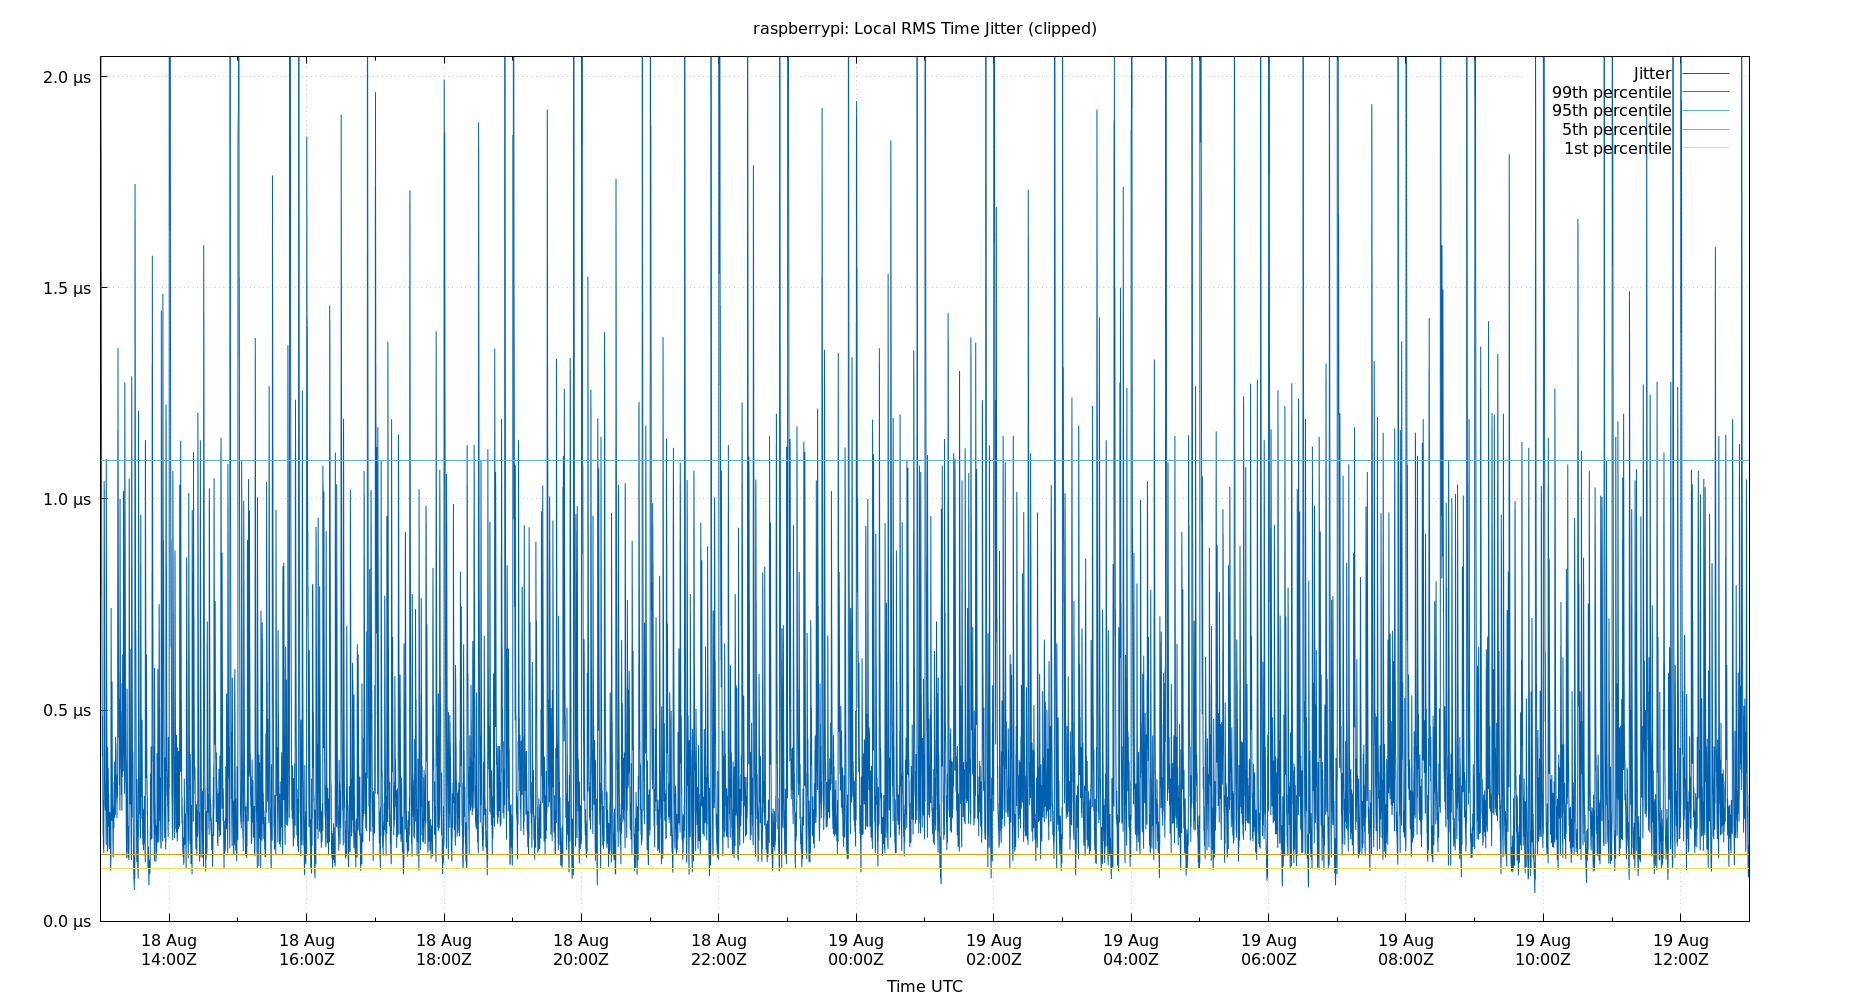 raspberrypi: Local RMS Time Jitter (clipped)
2.0 µs
1.5 µs
1.0 µs
0.5 µs
0.0 µs
Jitter
99th percentile
95th percentile
5th percentile
1st percentile
18 Aug 18 Aug 18 Aug 18 Aug 18 Aug 19 Aug 19 Aug 19 Aug 19 Aug 19 Aug 19 Aug 19 Aug
14:00Z 16:00Z 18:00Z 20:00Z 22:00Z 00:00Z 02:00Z 04:00Z 06:00Z 08:00Z 10:00Z 12:00Z
Time UTC